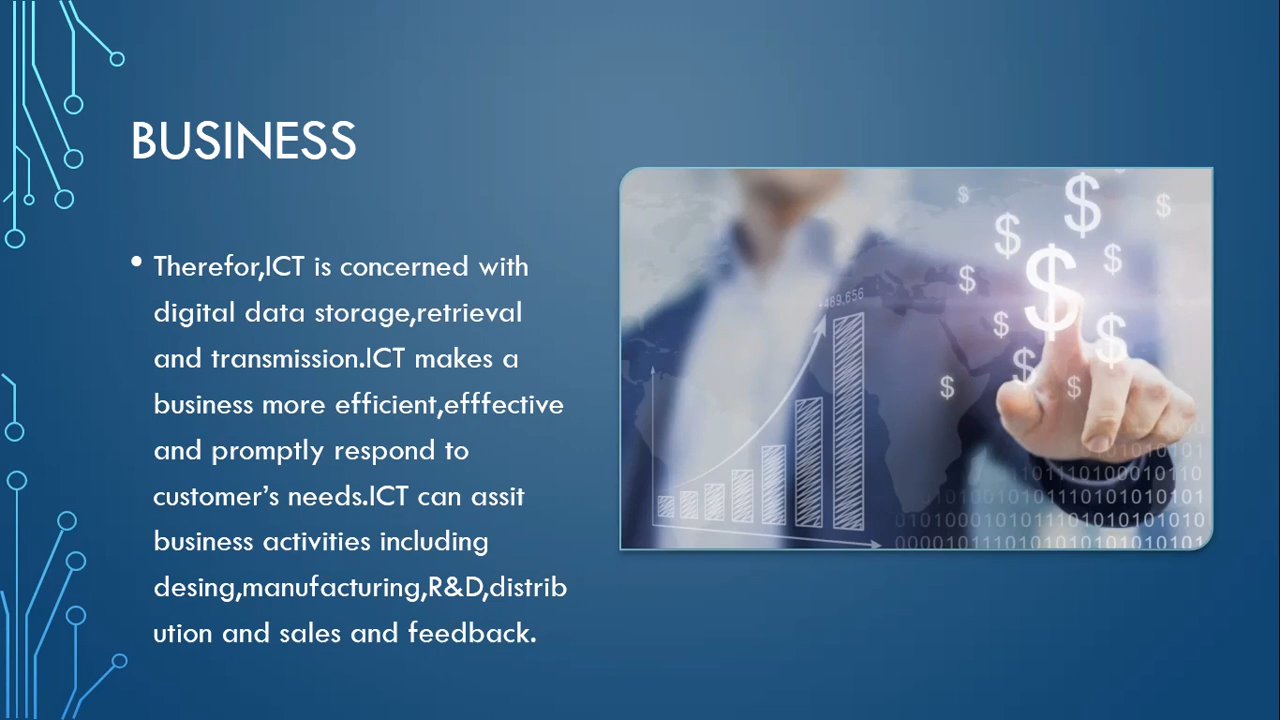 BUSINESS
• Therefor,ICT is concerned with
digital data storage,retrieval
and transmission.ICT makes a
business more efficient,efffective
and promptly respond to
customer’s needs.ICT can assit
business activities including
desing,manufacturing,R&D,distrib
ution and sales and feedback.
$ $ $ $ $ $ $ $ $ $ $
489.656